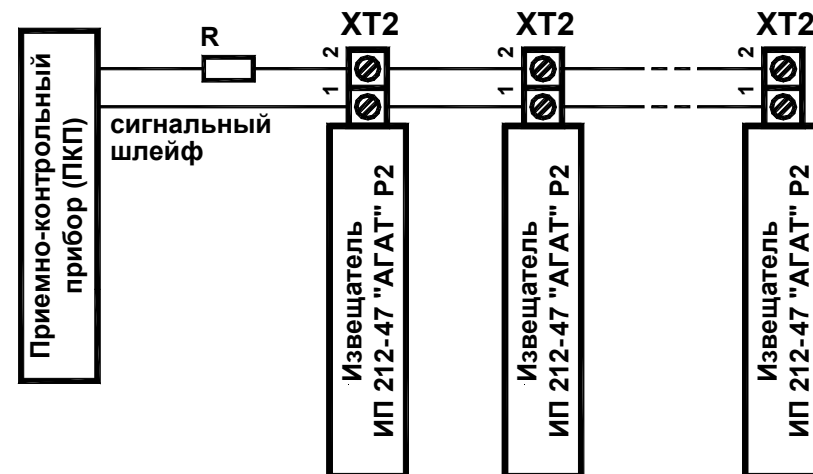 Приемно-контрольный
прибор (ПКП)
R
сигнальный
шлейф
XT2
2
1
Извещатель
ИП 212-47 "АГАТ" Р2
XT2
2
1
Извещатель
ИП 212-47 "АГАТ" Р2
XT2
2
1
Извещатель
ИП 212-47 "АГАТ" Р2